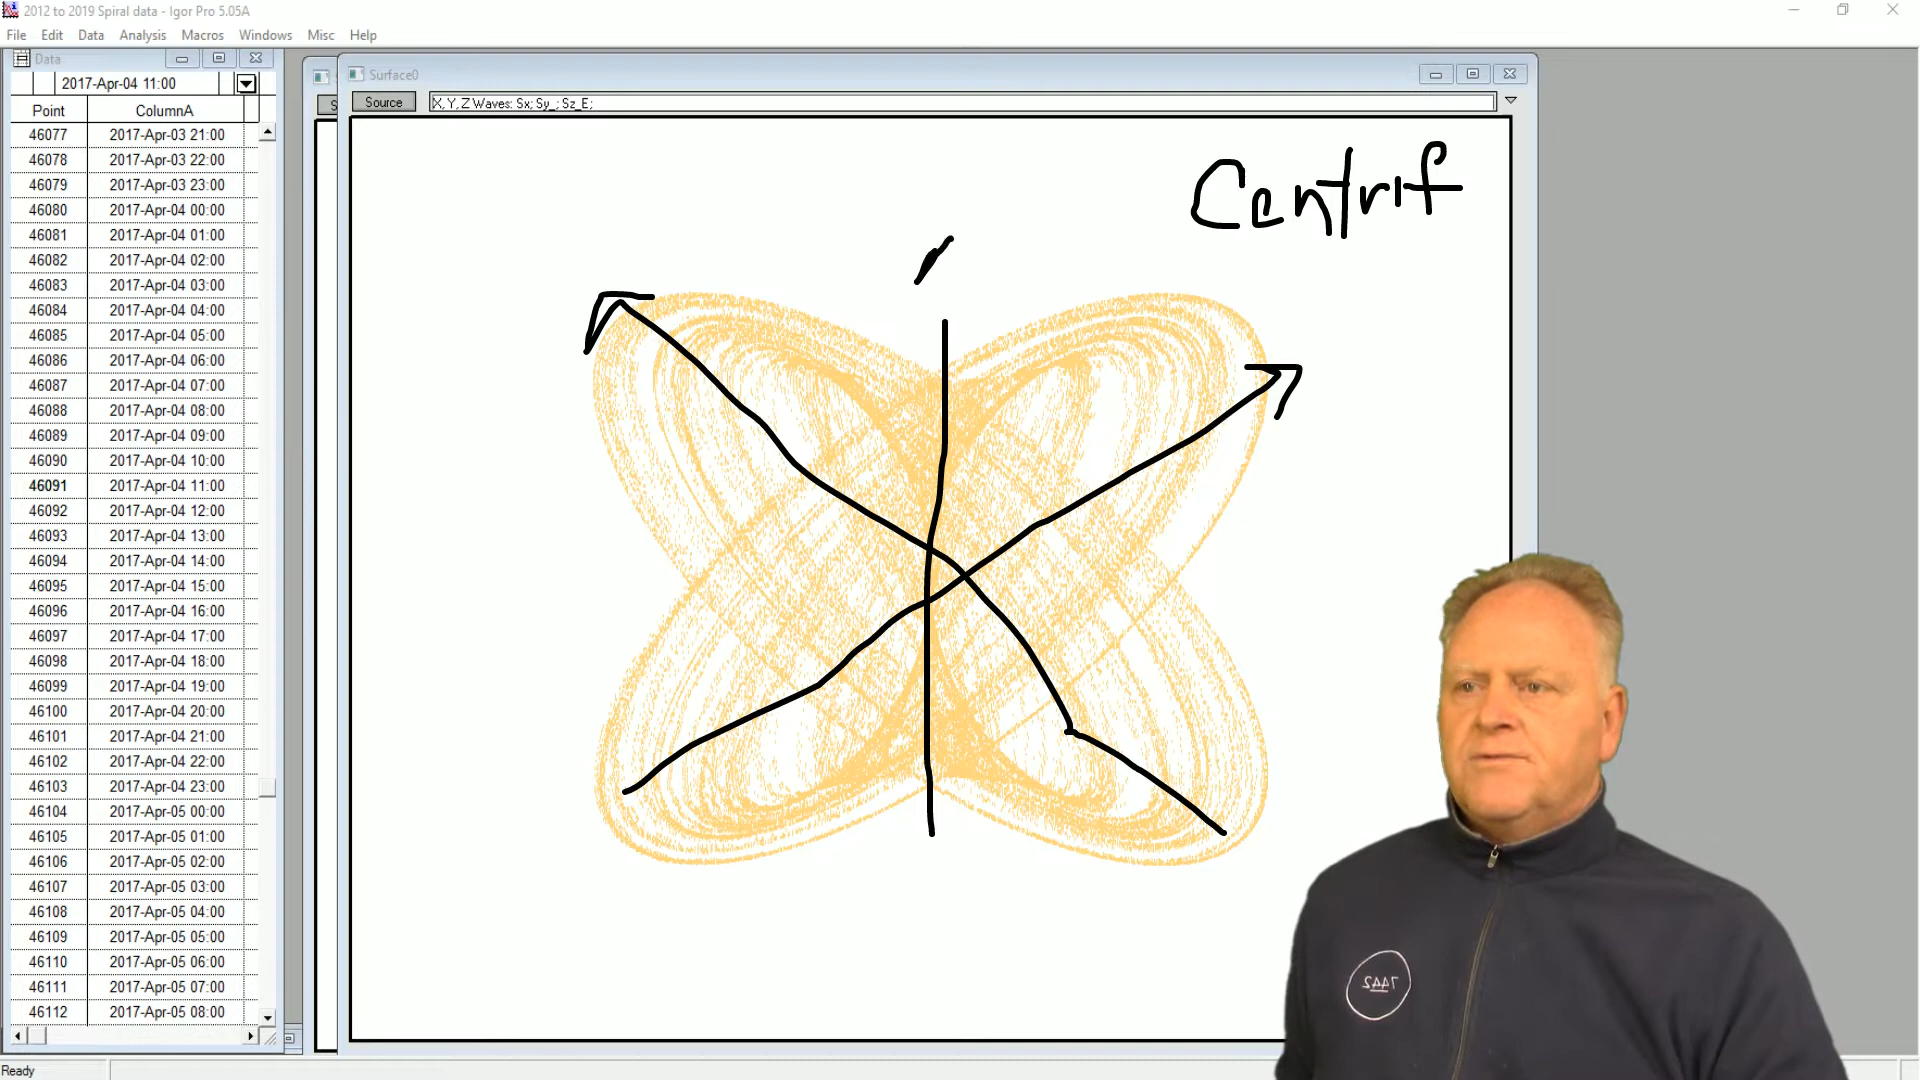 2012 to 2019 Spiral data - Igor Pro 5.05A
File Edit Data Analysis Macros Windows Misc Help
Data
2017-Apr-04 11:00
Point ColumnA
46077 2017-Apr-03 21:00
46078 2017-Apr-03 22:00
46079 2017-Apr-03 23:00
46080 2017-Apr-04 00:00
46081 2017-Apr-04 01:00
46082 2017-Apr-04 02:00
46083 2017-Apr-04 03:00
46084 2017-Apr-04 04:00
46085 2017-Apr-04 05:00
46086 2017-Apr-04 06:00
46087 2017-Apr-04 07:00
46088 2017-Apr-04 08:00
46089 2017-Apr-04 09:00
46090 2017-Apr-04 10:00
46091 2017-Apr-04 11:00
46092 2017-Apr-04 12:00
46093 2017-Apr-04 13:00
46094 2017-Apr-04 14:00
46095 2017-Apr-04 15:00
46096 2017-Apr-04 16:00
46097 2017-Apr-04 17:00
46098 2017-Apr-04 18:00
46099 2017-Apr-04 19:00
46100 2017-Apr-04 20:00
46101 2017-Apr-04 21:00
46102 2017-Apr-04 22:00
46103 2017-Apr-04 23:00
46104 2017-Apr-05 00:00
46105 2017-Apr-05 01:00
46106 2017-Apr-05 02:00
46107 2017-Apr-05 03:00
46108 2017-Apr-05 04:00
46109 2017-Apr-05 05:00
46110 2017-Apr-05 06:00
46111 2017-Apr-05 07:00
46112 2017-Apr-05 08:00
Ready
S
Surface0
Source X, Y, Z Waves: Sx; Sy_; Sz_E;
Centrif